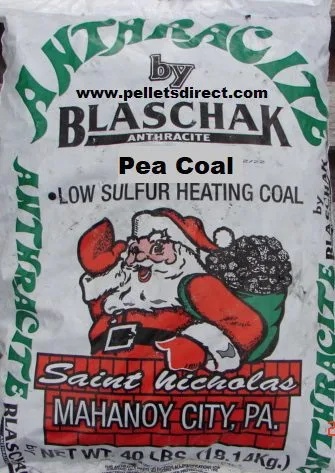 ANTHRACITE
by
www.pelletsdirect.com
BLASCHAK
ANTHRACITE
Pea Coal
•LOW SULFUR HEATING COAL
ANTHRACITE
by
BLASCHAK
Saint Nicholas
MAHANOY CITY, PA.
NET WT. 40 LBS. (18.14Kg.)